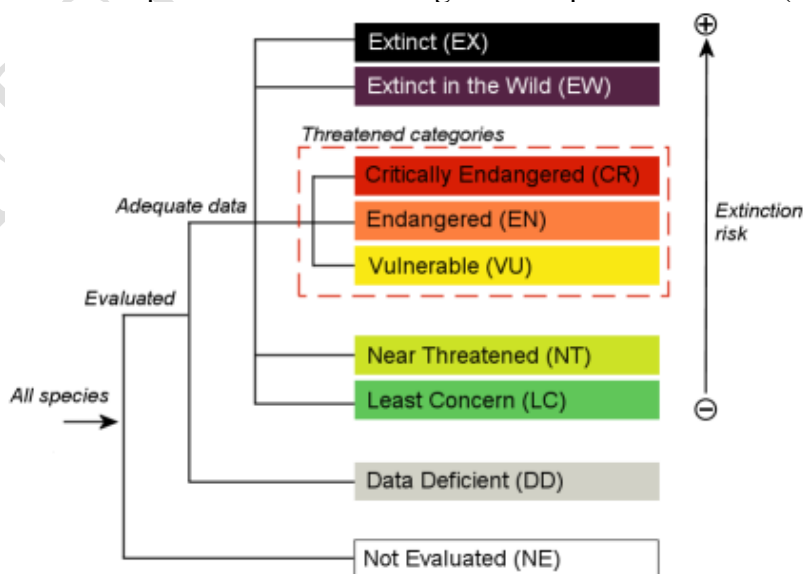 Extinct (EX)
Extinct in the Wild (EW)
Threatened categories
Critically Endangered (CR)
Adequate data
Endangered (EN)
Extinction
risk
Vulnerable (VU)
Evaluated
Near Threatened (NT)
All species
Least Concern (LC)
Data Deficient (DD)
Not Evaluated (NE)